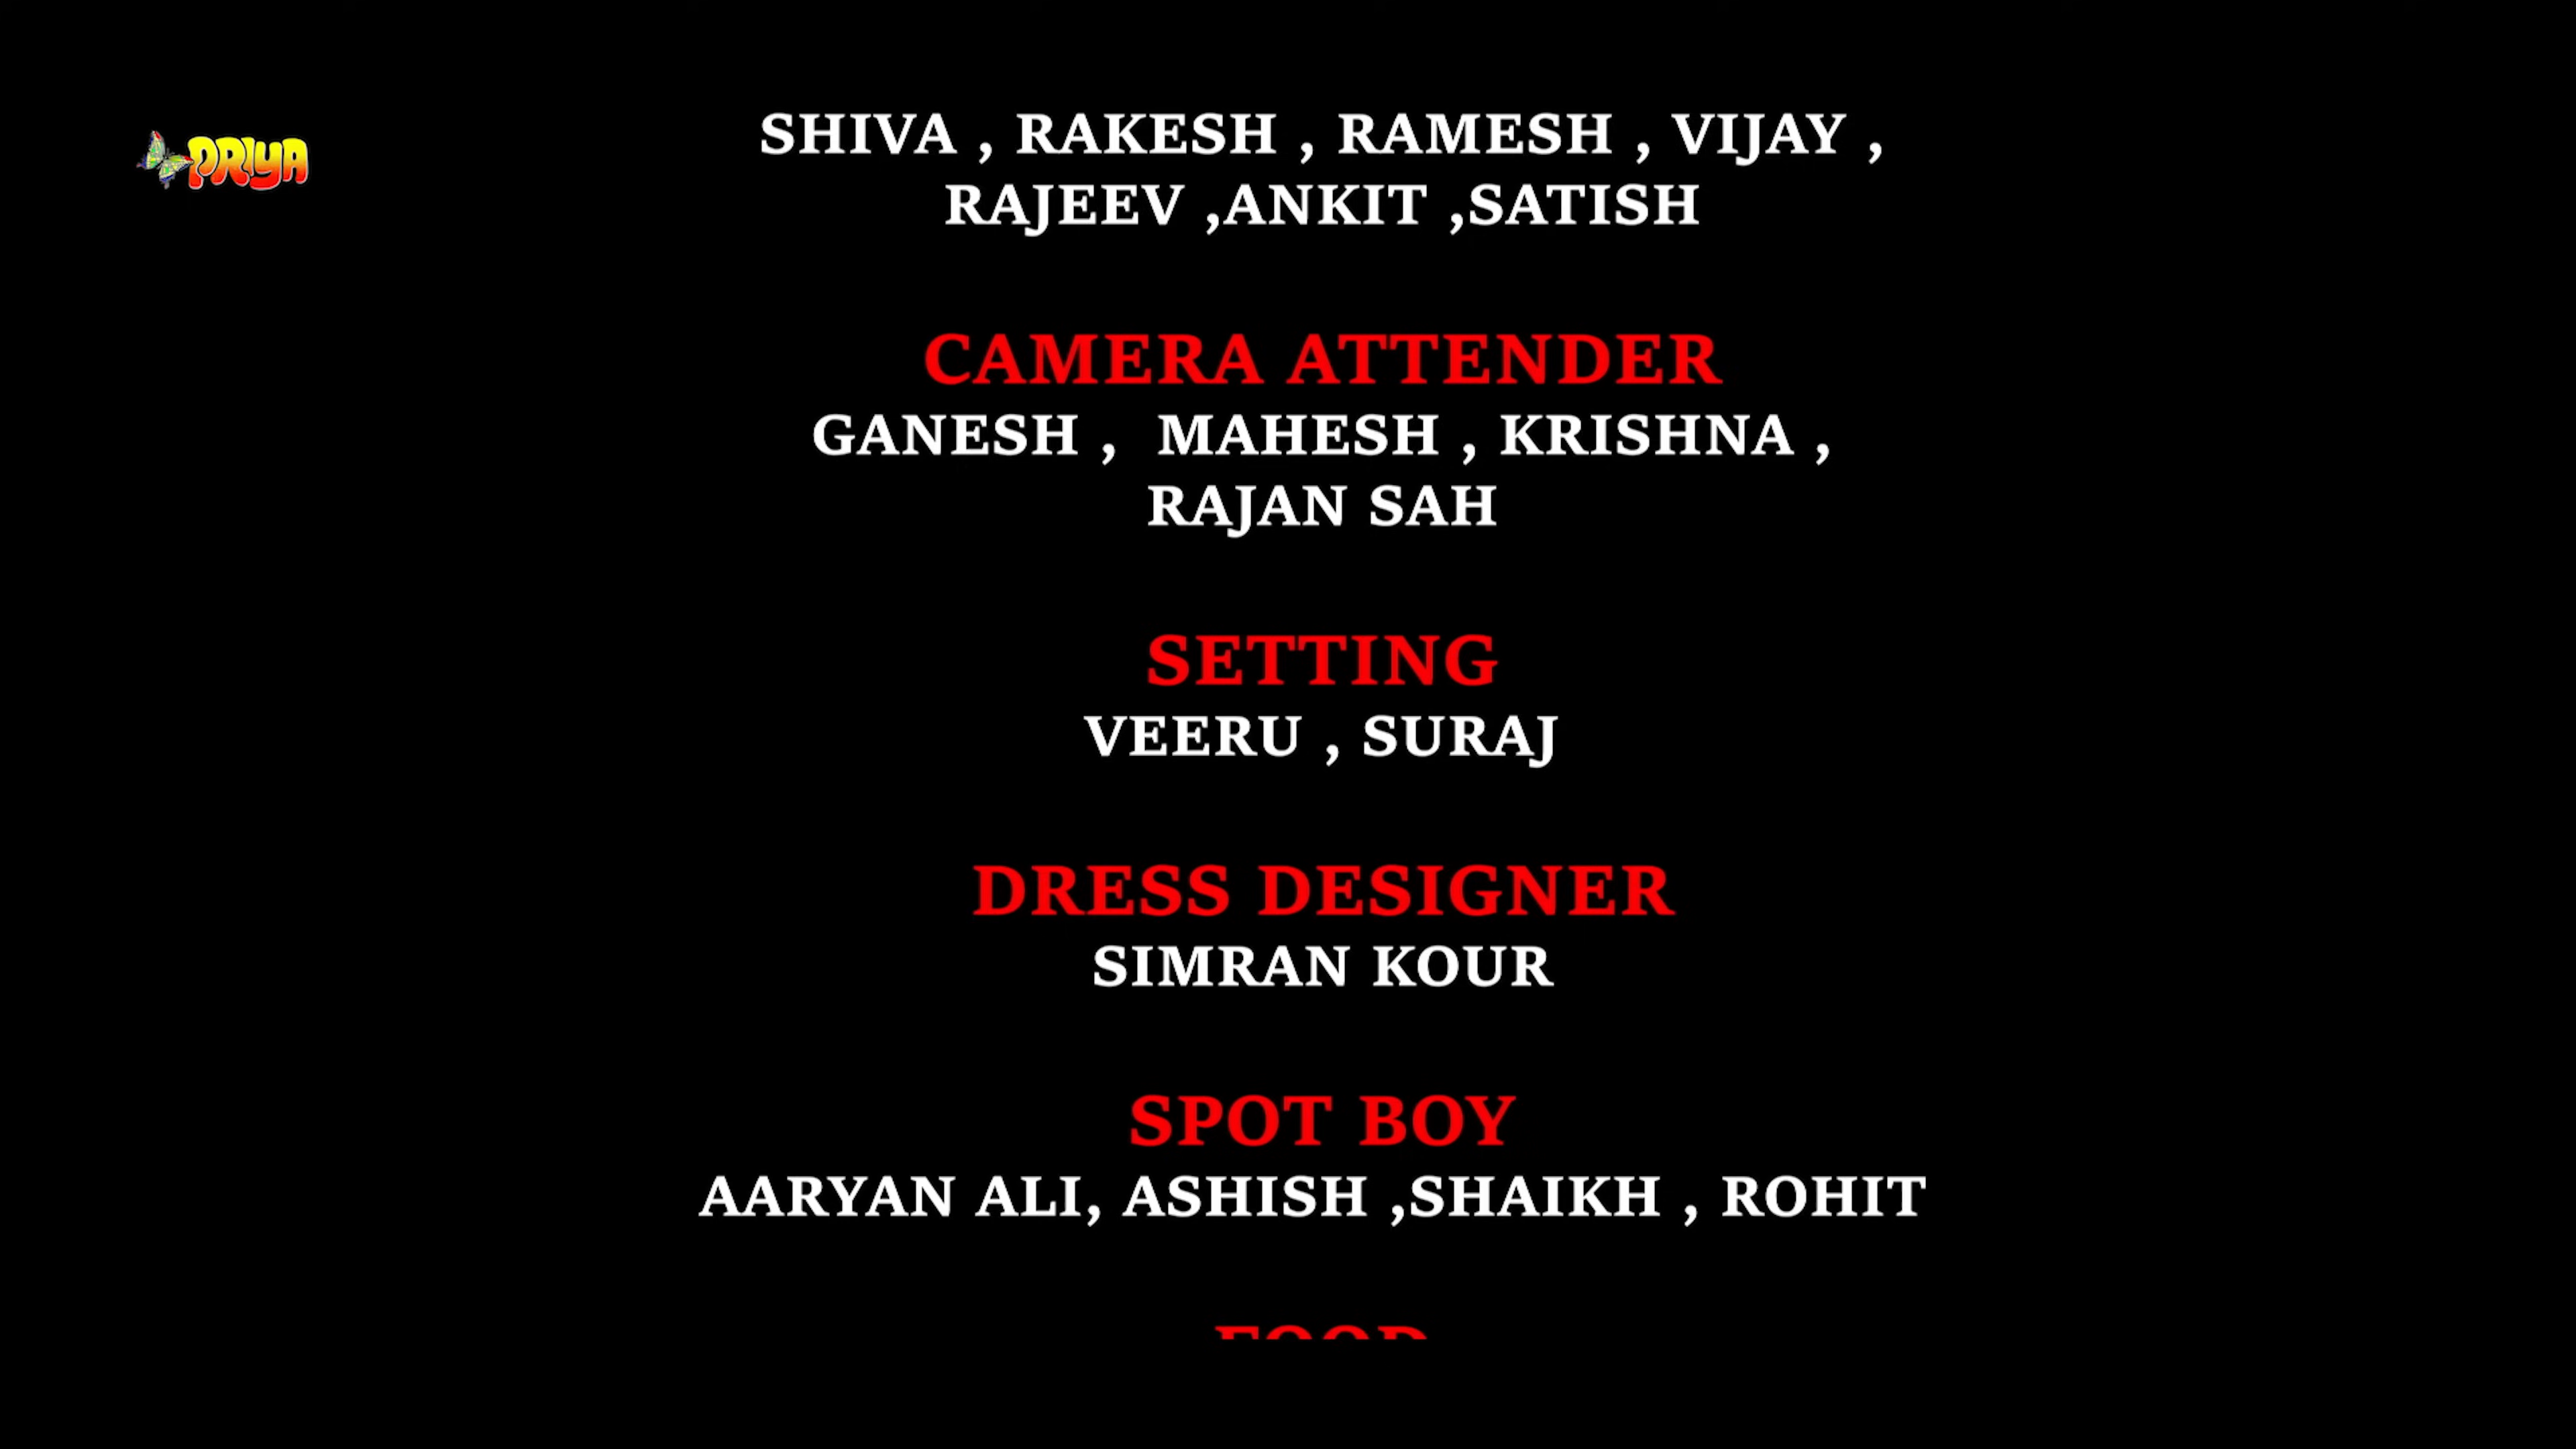 PRIYA
SHIVA , RAKESH , RAMESH , VIJAY ,
RAJEEV ,ANKIT ,SATISH
CAMERA ATTENDER
GANESH ,  MAHESH , KRISHNA ,
RAJAN SAH
SETTING
VEERU , SURAJ
DRESS DESIGNER
SIMRAN KOUR
SPOT BOY
AARYAN ALI, ASHISH ,SHAIKH , ROHIT
FOOD